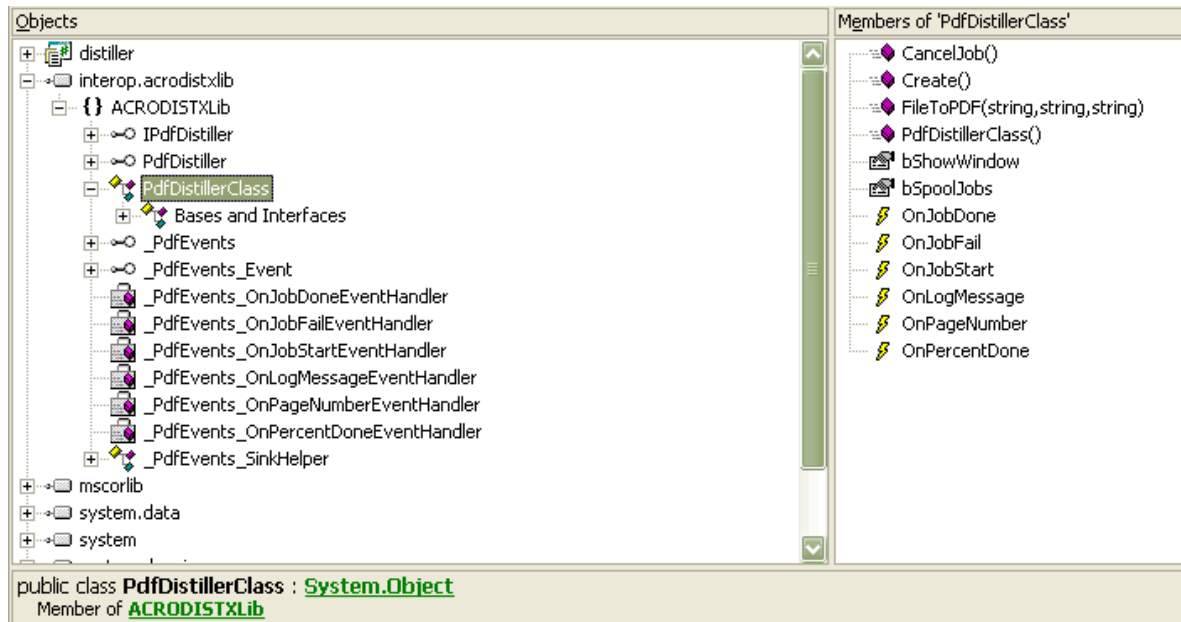 Objects
distiller
interop.acrodistxlib
{} ACRODISTXLib
IPdfDistiller
PdfDistiller
PdfDistillerClass
Bases and Interfaces
_PdfEvents
_PdfEvents_Event
_PdfEvents_OnJobDoneEventHandler
_PdfEvents_OnJobFailEventHandler
_PdfEvents_OnJobStartEventHandler
_PdfEvents_OnLogMessageEventHandler
_PdfEvents_OnPageNumberEventHandler
_PdfEvents_OnPercentDoneEventHandler
_PdfEvents_SinkHelper
mscorlib
system.data
system
Members of 'PdfDistillerClass'
CancelJob()
Create()
FileToPDF(string,string,string)
PdfDistillerClass()
bShowWindow
bSpoolJobs
OnJobDone
OnJobFail
OnJobStart
OnLogMessage
OnPageNumber
OnPercentDone
public class PdfDistillerClass : System.Object
Member of ACRODISTXLib